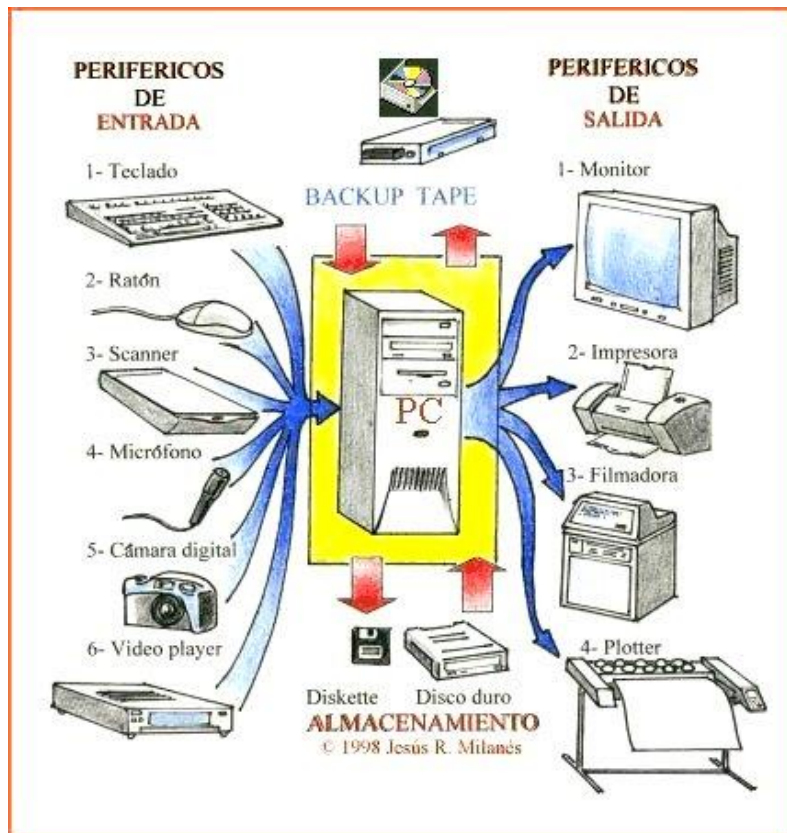 PERIFERICOS
DE
ENTRADA
1- Teclado
2- Ratón
3- Scanner
4- Micrófono
5- Cámara digital
6- Video player
BACKUP TAPE
PC
Diskette Disco duro
ALMACENAMIENTO
© 1998 Jesús R. Milanés
PERIFERICOS
DE
SALIDA
1- Monitor
2- Impresora
3- Filmadora
4- Plotter